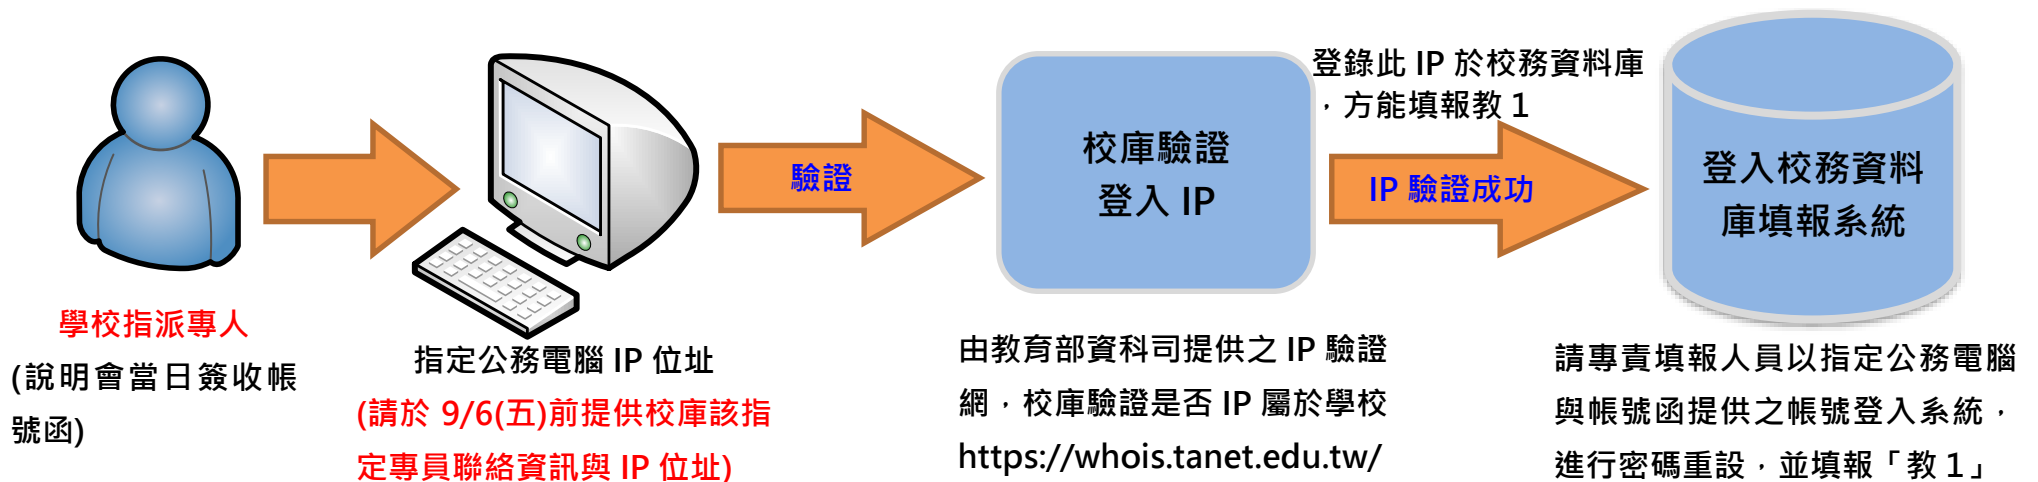 學校指派專人
(說明會當日簽收帳
號函)
指定公務電腦 IP 位址
(請於 9/6(五)前提供校庫該指
定專員聯絡資訊與 IP 位址)
驗證
校庫驗證
登入 IP
由教育部資科司提供之 IP 驗證
網，校庫驗證是否 IP 屬於學校
https://whois.tanet.edu.tw/
登錄此 IP 於校務資料庫
，方能填報教 1
IP 驗證成功
登入校務資料
庫填報系統
請專責填報人員以指定公務電腦
與帳號函提供之帳號登入系統，
進行密碼重設，並填報「教 1」